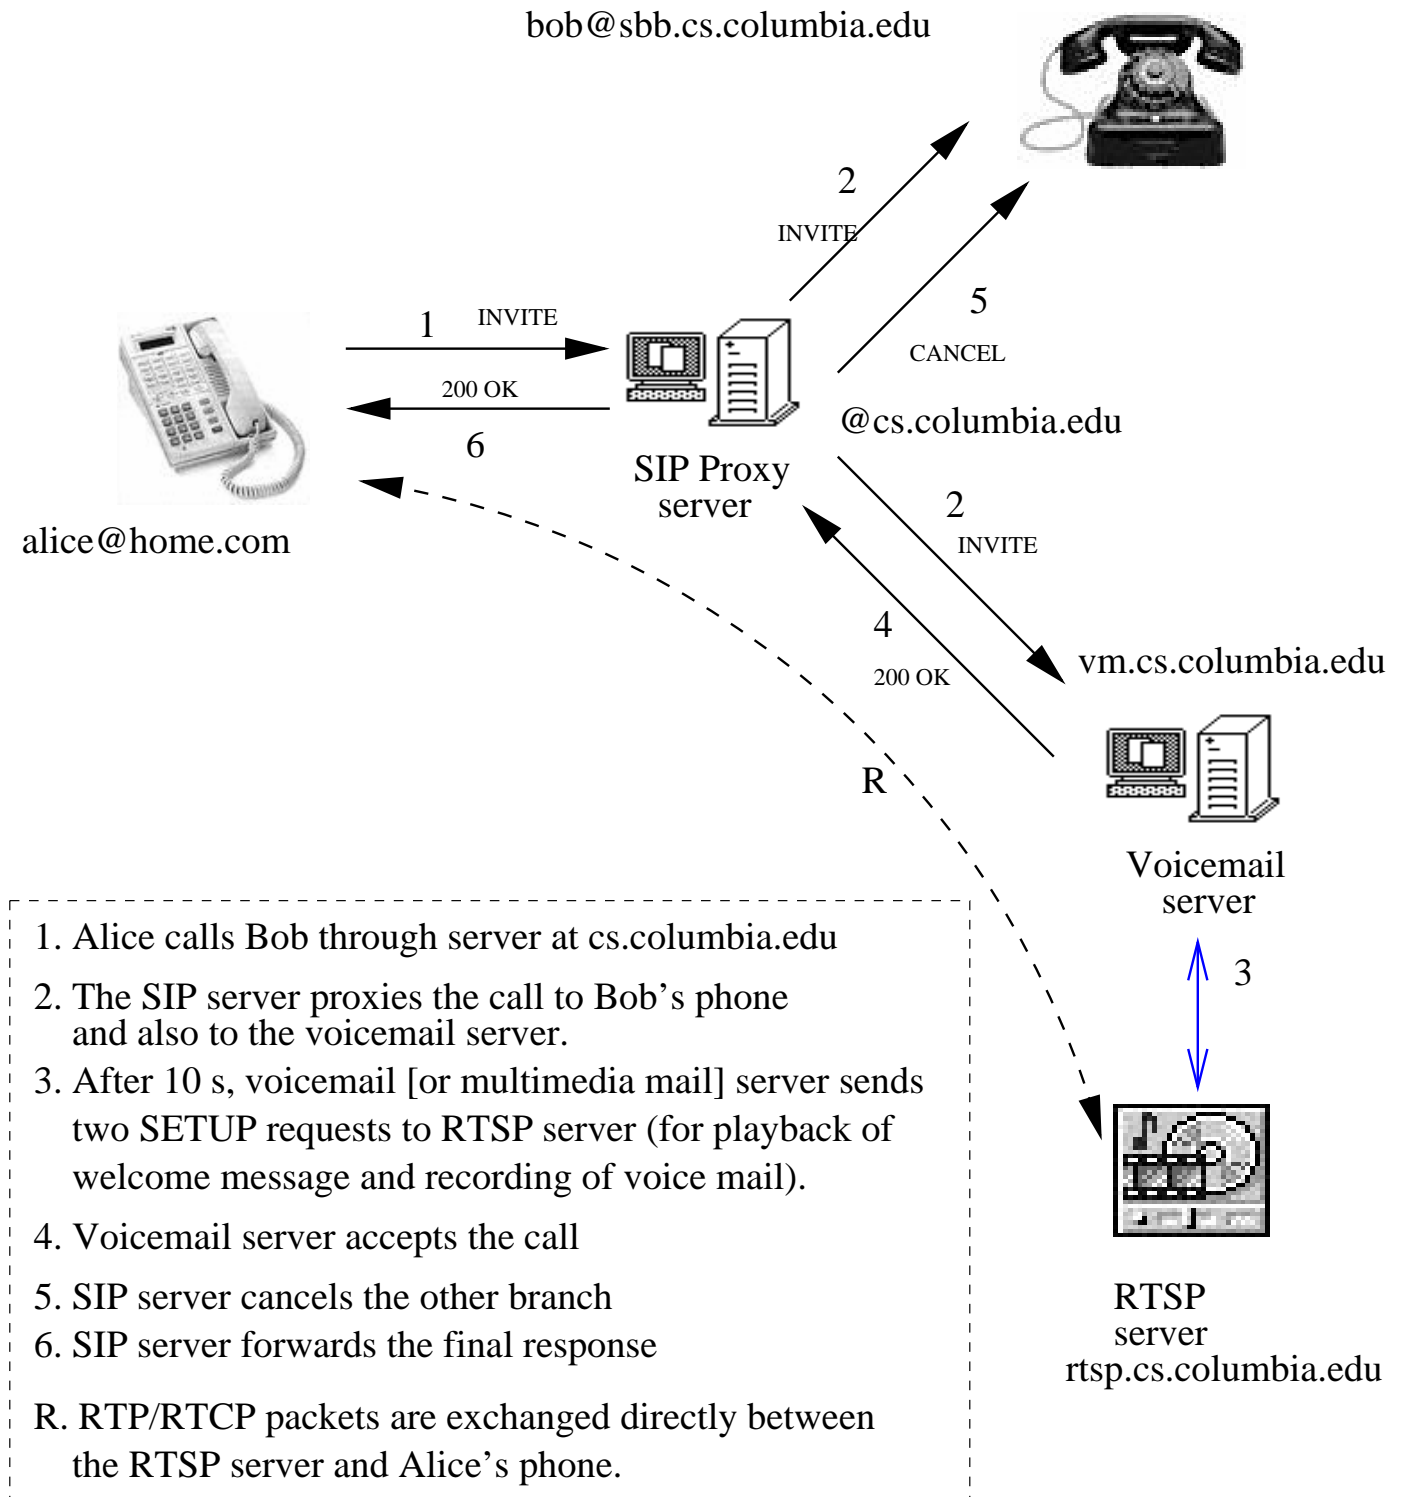 bob@sbb.cs.columbia.edu
2
INVITE
5
CANCEL
1
INVITE
200 OK
6
@cs.columbia.edu
SIP Proxy
server
alice@home.com
2
INVITE
4
200 OK
vm.cs.columbia.edu
R
Voicemail
server
3
1. Alice calls Bob through server at cs.columbia.edu
2. The SIP server proxies the call to Bob’s phone
and also to the voicemail server.
3. After 10 s, voicemail [or multimedia mail] server sends
two SETUP requests to RTSP server (for playback of
welcome message and recording of voice mail).
4. Voicemail server accepts the call
5. SIP server cancels the other branch
6. SIP server forwards the final response
R. RTP/RTCP packets are exchanged directly between
the RTSP server and Alice’s phone.
RTSP
server
rtsp.cs.columbia.edu